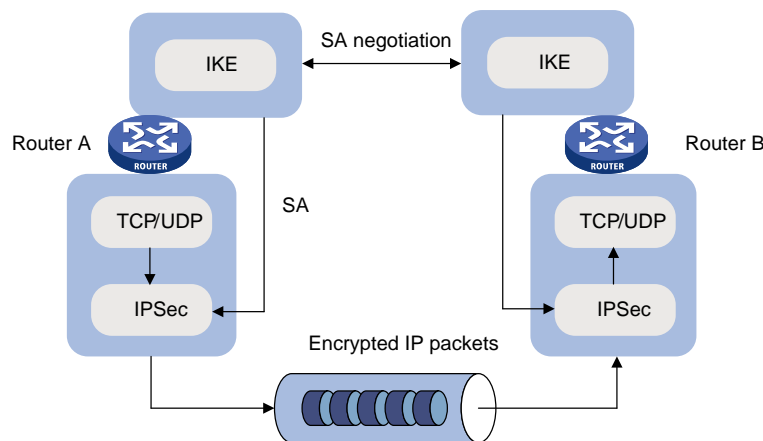 SA negotiation
IKE
IKE
Router A
ROUTER
ROUTER
Router B
TCP/UDP
SA
TCP/UDP
IPSec
IPSec
Encrypted IP packets